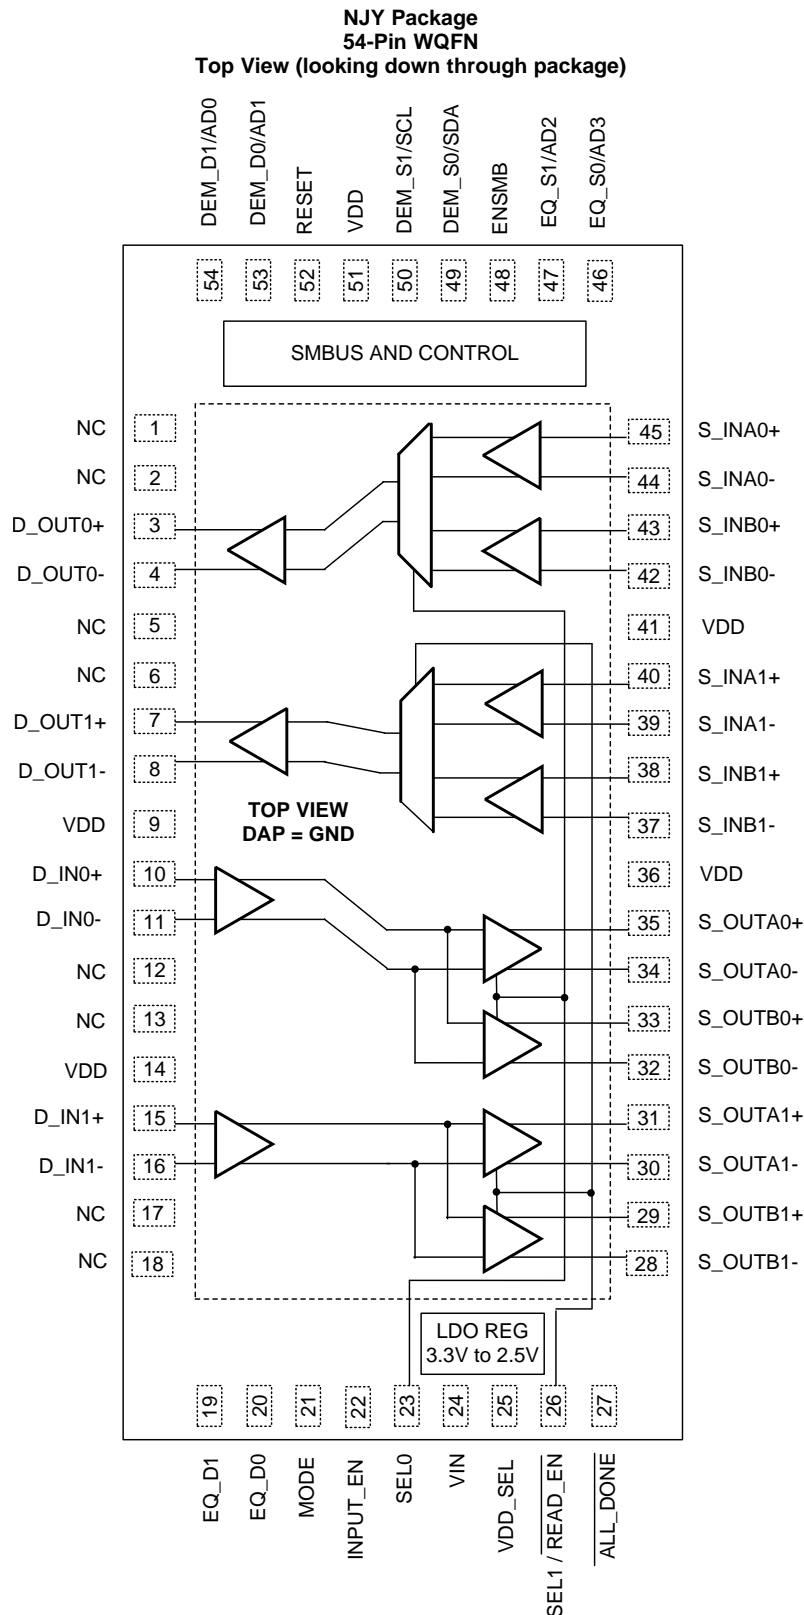 NJY Package
54-Pin WQFN
Top View (looking down through package)
DEM_D1/AD0
DEM_D0/AD1
RESET
VDD
DEM_S1/SCL
DEM_S0/SDA
ENSMB
EQ_S1/AD2
EQ_S0/AD3
54
53
52
51
50
49
48
47
46
SMBUS AND CONTROL
NC 1
45 S_INA0+
NC 2
44 S_INA0-
D_OUT0+ 3
43 S_INB0+
D_OUT0- 4
42 S_INB0-
NC 5
41 VDD
NC 6
40 S_INA1+
D_OUT1+ 7
39 S_INA1-
D_OUT1- 8
38 S_INB1+
TOP VIEW
DAP = GND
VDD 9
37 S_INB1-
D_IN0+ 10
36 VDD
D_IN0- 11
35 S_OUTA0+
NC 12
34 S_OUTA0-
NC 13
33 S_OUTB0+
VDD 14
32 S_OUTB0-
D_IN1+ 15
31 S_OUTA1+
D_IN1- 16
30 S_OUTA1-
NC 17
29 S_OUTB1+
NC 18
28 S_OUTB1-
LDO REG
3.3V to 2.5V
19
20
21
22
23
24
25
26
27
EQ_D1
EQ_D0
MODE
INPUT_EN
SEL0
VIN
VDD_SEL
SEL1 / READ_EN
ALL_DONE